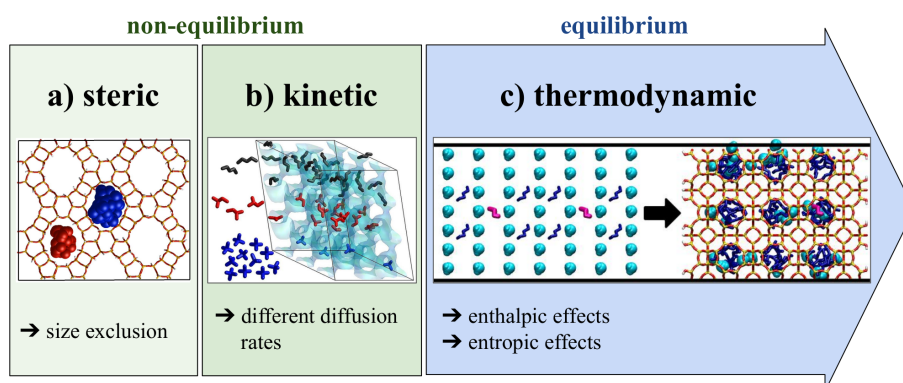 non-equilibrium
equilibrium
a) steric
b) kinetic
c) thermodynamic
➔ size exclusion
➔ different diffusion
rates
➔ enthalpic effects
➔ entropic effects